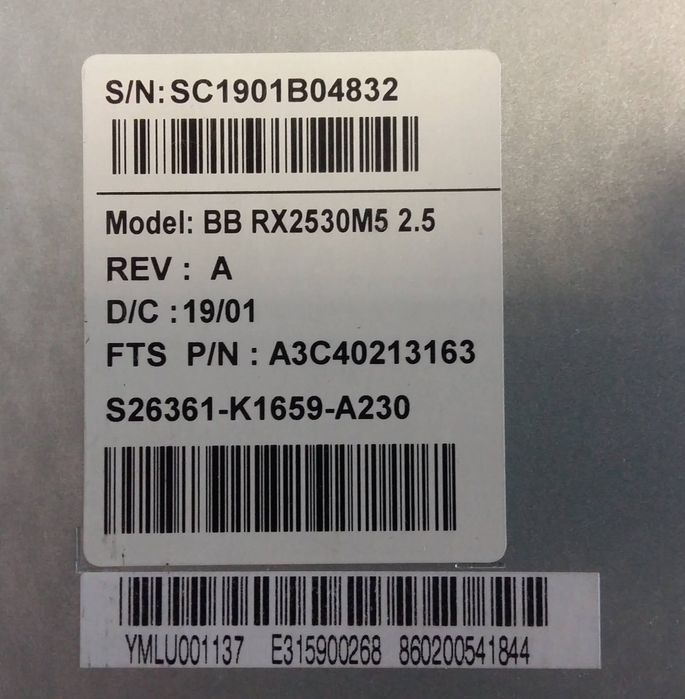 S/N: SC1901B04832
Model: BB RX2530M5 2.5
REV : A
D/C : 19/01
FTS P/N : A3C40213163
S26361-K1659-A230
YMLU001137 E315900268 860200541844